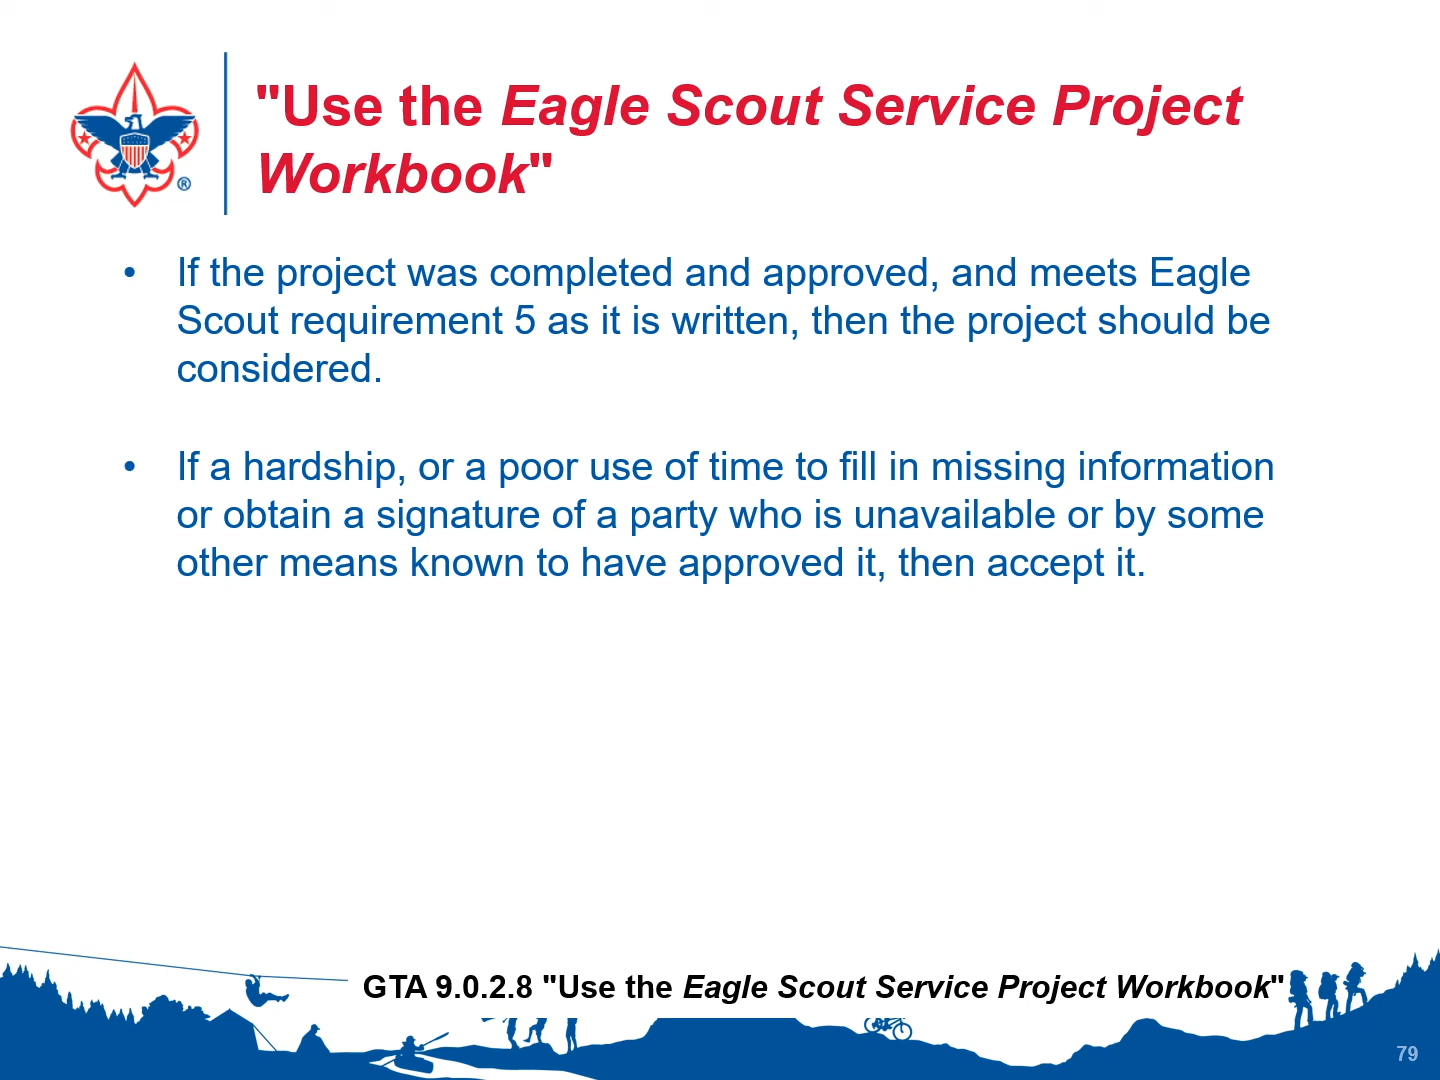 "Use the Eagle Scout Service Project
Workbook"
®
• If the project was completed and approved, and meets Eagle
Scout requirement 5 as it is written, then the project should be
considered.
• If a hardship, or a poor use of time to fill in missing information
or obtain a signature of a party who is unavailable or by some
other means known to have approved it, then accept it.
GTA 9.0.2.8 "Use the Eagle Scout Service Project Workbook"
79